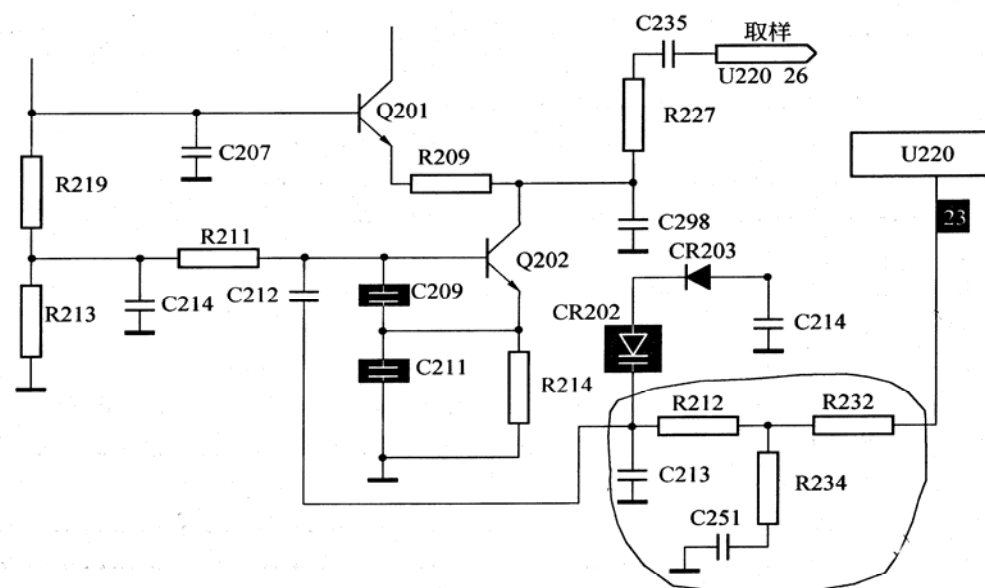 C235
取样
U220 26
Q201
R227
C207
R209
U220
R219
23
C298
R211
Q202
CR203
C212
C209
R213
C214
CR202
C214
C211
R214
R212
R232
C213
R234
C251